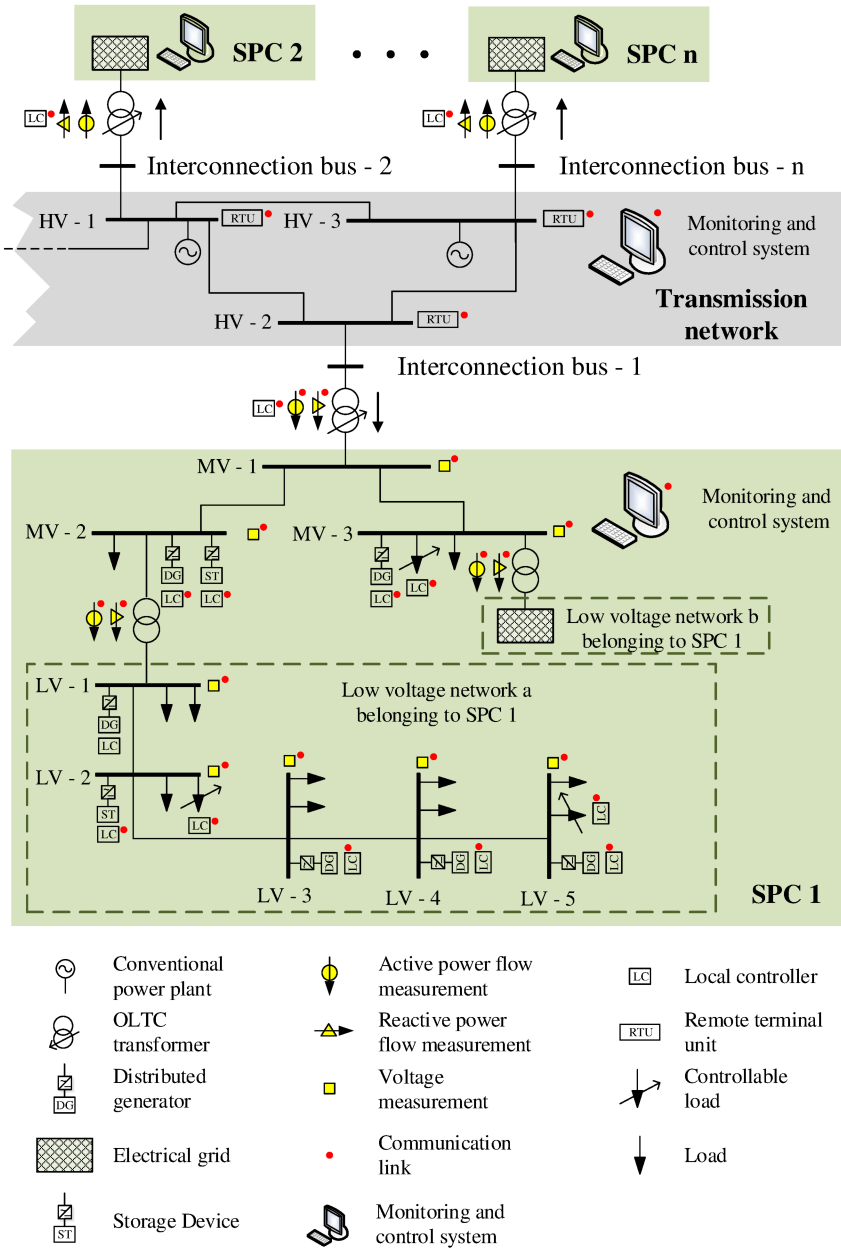 SPC 2
SPC n
LC
LC
Interconnection bus - 2
Interconnection bus - n
HV - 1
RTU
HV - 3
RTU
Monitoring and
control system
Transmission
network
HV - 2
RTU
Interconnection bus - 1
LC
MV - 1
Monitoring and
control system
MV - 2
MV - 3
DG
ST
LC
LC
DG
LC
LC
Low voltage network b
belonging to SPC 1
LV - 1
Low voltage network a
belonging to SPC 1
DG
LC
LV - 2
ST
LC
LC
LC
DG
LC
DG
LC
DG
LC
LV - 3
LV - 4
LV - 5
SPC 1
Conventional
power plant
Active power flow
measurement
LC
Local controller
OLTC
transformer
Reactive power
flow measurement
RTU
Remote terminal
unit
DG
Distributed
generator
Voltage
measurement
Controllable
load
Electrical grid
Communication
link
Load
ST
Storage Device
Monitoring and
control system